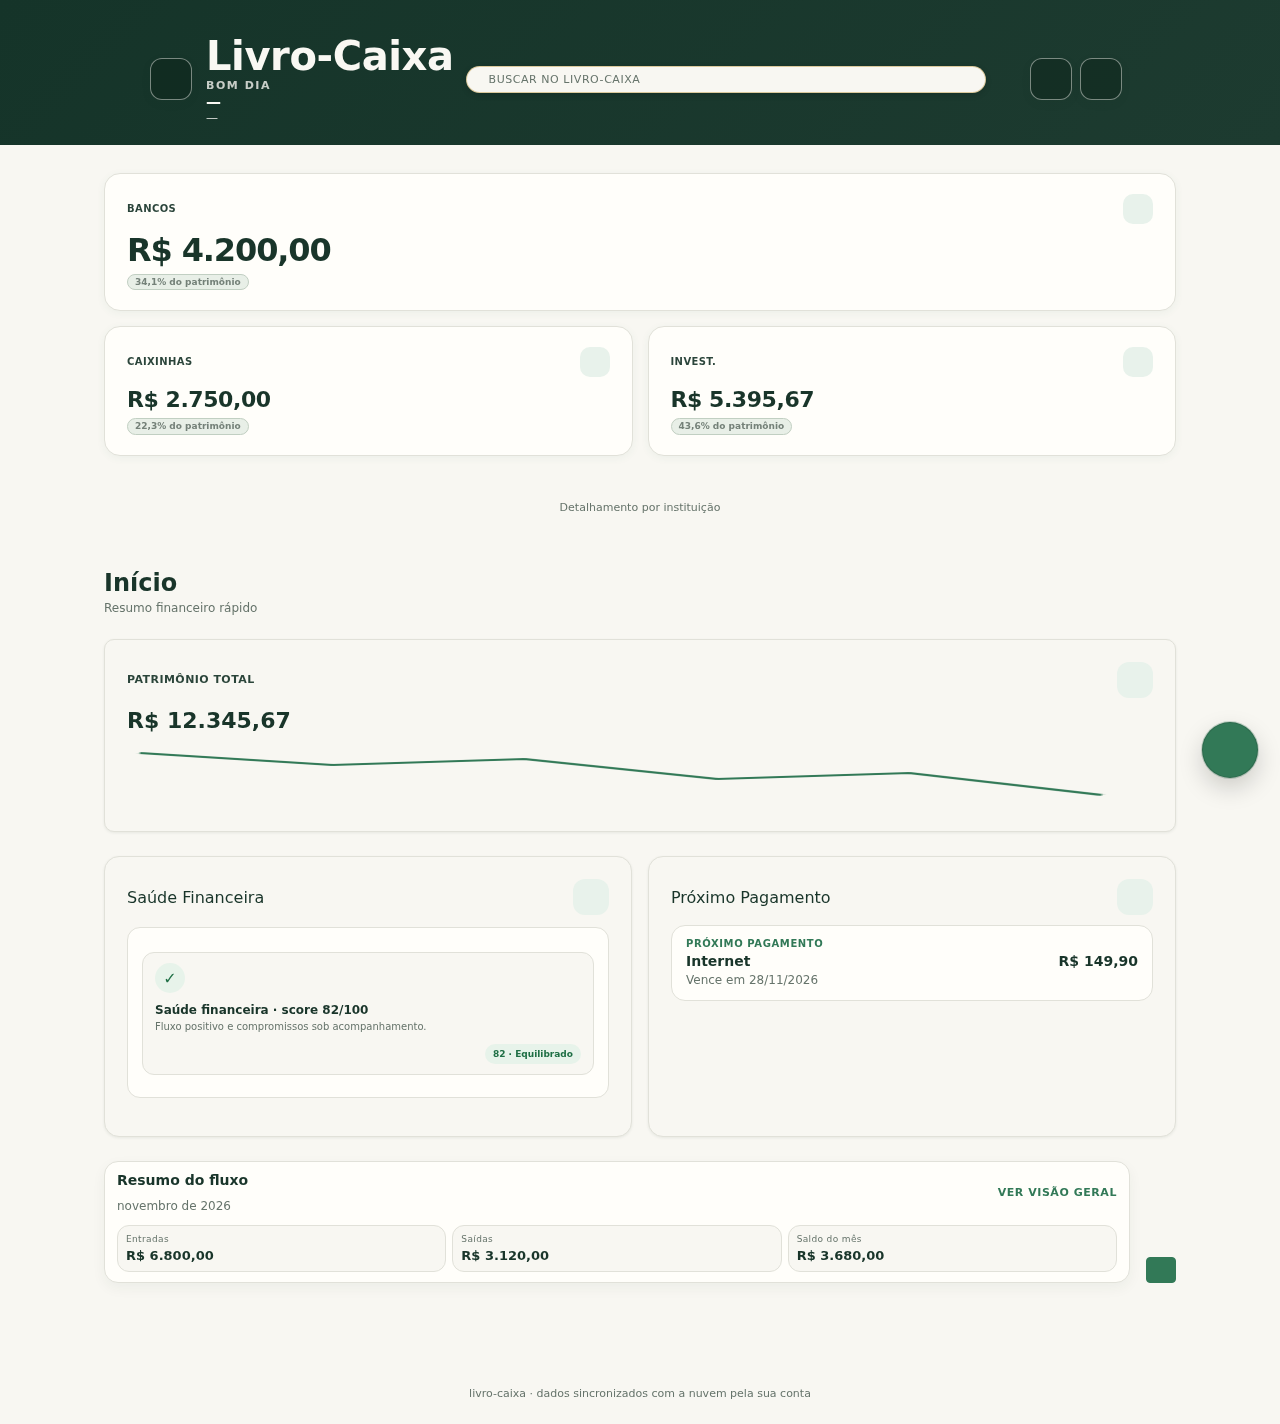 Livro-Caixa
BOM DIA
—
—
BUSCAR NO LIVRO-CAIXA
BANCOS
R$ 4.200,00
34,1% do patrimônio
CAIXINHAS
R$ 2.750,00
22,3% do patrimônio
INVEST.
R$ 5.395,67
43,6% do patrimônio
Detalhamento por instituição
Início
Resumo financeiro rápido
PATRIMÔNIO TOTAL
R$ 12.345,67
Saúde Financeira
✓
Saúde financeira · score 82/100
Fluxo positivo e compromissos sob acompanhamento.
82 · Equilibrado
Próximo Pagamento
PRÓXIMO PAGAMENTO
Internet R$ 149,90
Vence em 28/11/2026
Resumo do fluxo
novembro de 2026
VER VISÃO GERAL
Entradas
R$ 6.800,00
Saídas
R$ 3.120,00
Saldo do mês
R$ 3.680,00
livro-caixa · dados sincronizados com a nuvem pela sua conta